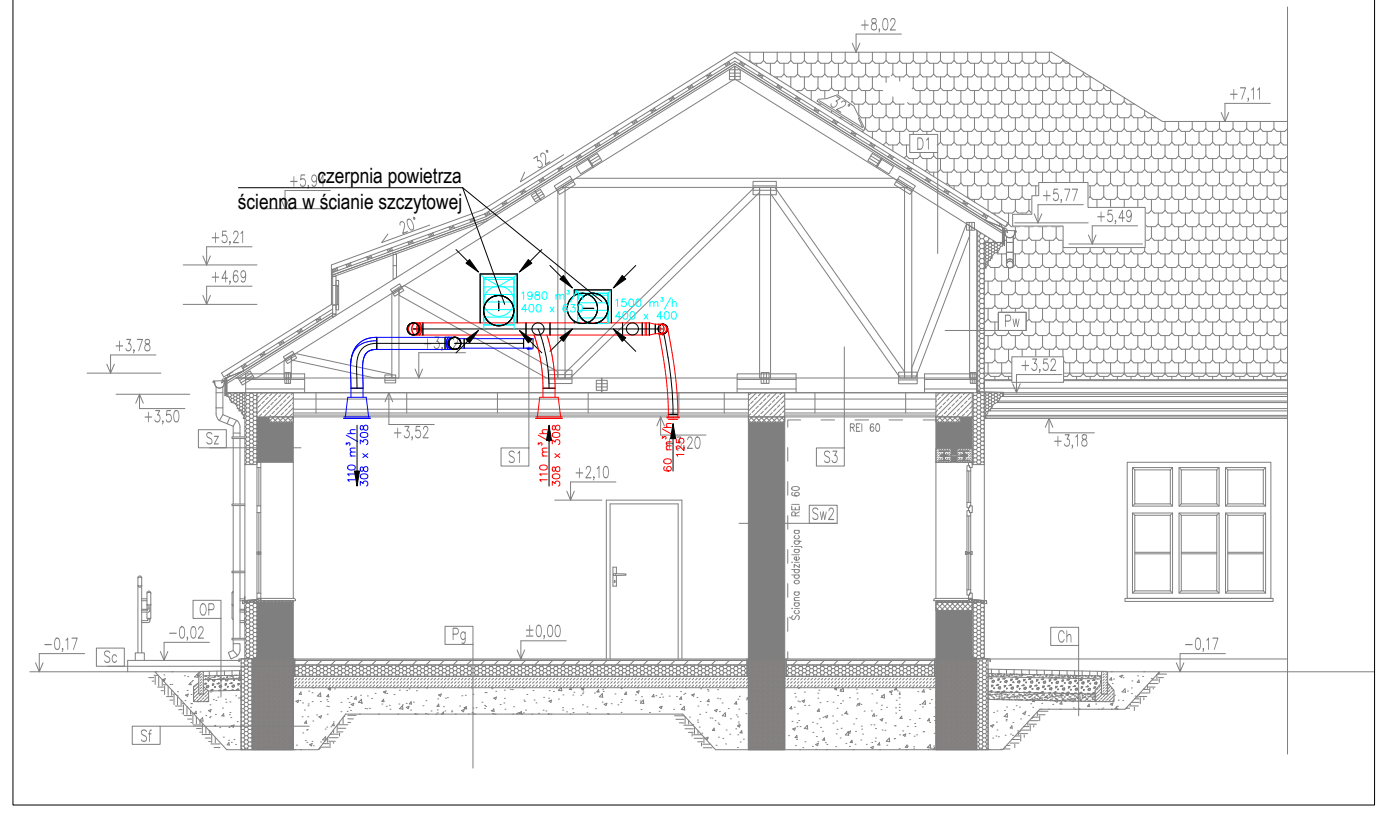 +8,02
+7,11
32°
D1
32°
czerpnia powietrza
ścienna w ścianie szczytowej
+5,77
+5,49
20°
+5,21
+4,69
1980 m³/h
1500 m³/h
400 x 400
Pw
+3,78
+3,52
+3,50
+3,52
REI 60
+3,18
Sz
110 m³/h
308 x 308
S1
110 m³/h
308 x 308
60 m³/h
125
S3
+2,10
Sw2
Ściana oddzielająca REI 60
OP
-0,02
Pg
±0,00
Ch
-0,17
-0,17
Sc
Sf